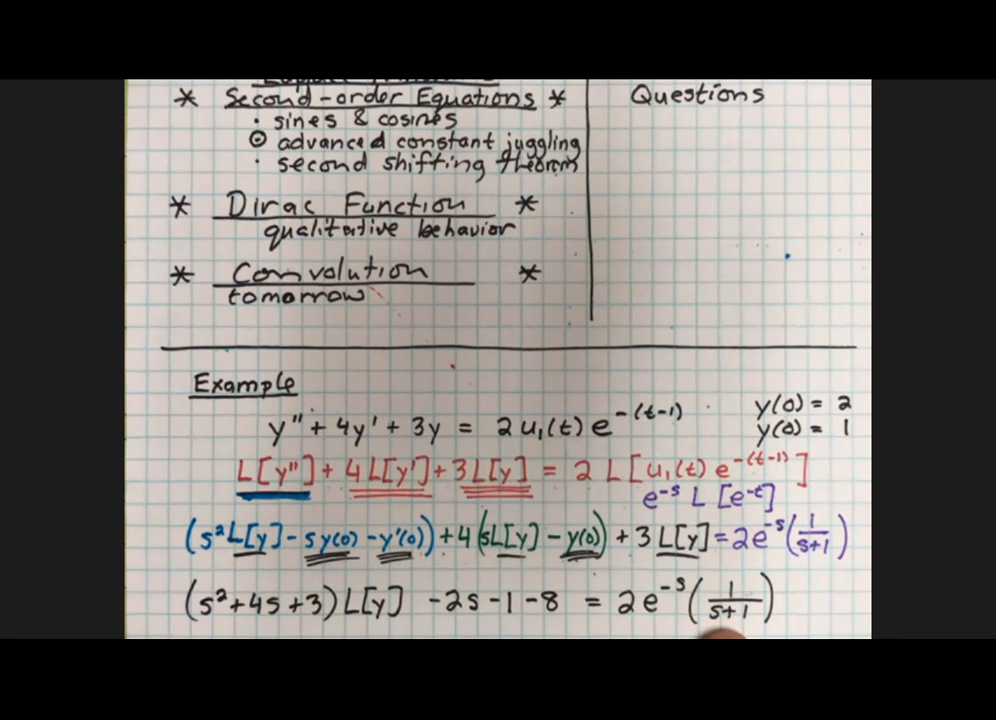 * Second-order Equations *
· sines & cosines
⊙ advanced constant juggling
· second shifting theorem
* Dirac Function *
qualitative behavior
* Convolution *
tomorrow
Questions
Example
y" + 4y' + 3y = 2u₁(t) e^-(t-1)
y(0) = 2
y(0) = 1
L[y"] + 4L[y'] + 3L[y] = 2 L[u₁(t) e^-(t-1)]
e^-s L[e^-t]
(s²L[y] - sy(0) - y'(0)) + 4(sL[y] - y(0)) + 3L[y] = 2e^-s(1/(s+1))
(s²+4s+3)L[y] -2s-1-8 = 2e^-s(1/(s+1))